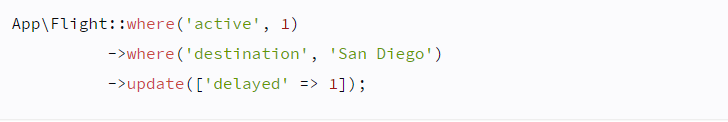 App\Flight::where('active', 1)
->where('destination', 'San Diego')
->update(['delayed' => 1]);